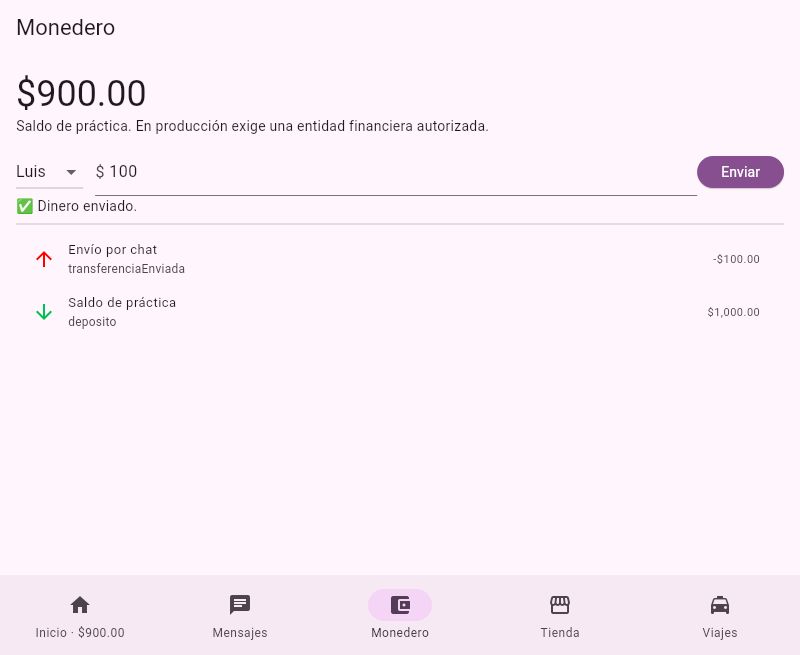 Monedero
$900.00
Saldo de práctica. En producción exige una entidad financiera autorizada.
Luis $ 100 Enviar
✅ Dinero enviado.
Envío por chat
transferenciaEnviada
-$100.00
Saldo de práctica
deposito
$1,000.00
Inicio · $900.00 Mensajes Monedero Tienda Viajes